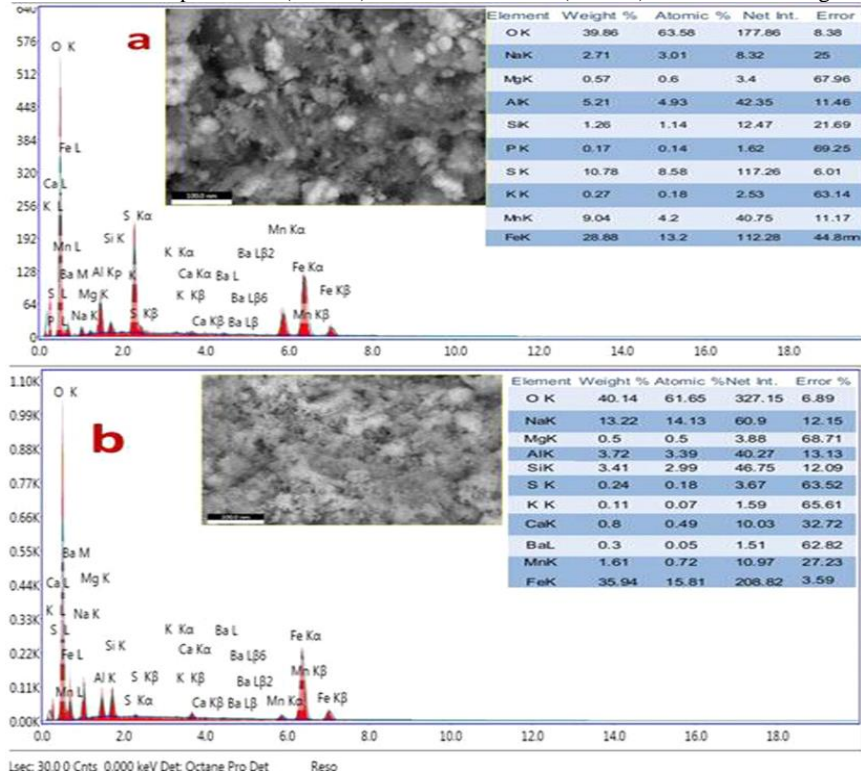 a
Element Weight % Atomic % Net Int. Error
O K 39.86 63.58 177.86 8.38
NaK 2.71 3.01 8.32 25
MgK 0.57 0.6 3.4 67.96
AlK 5.21 4.93 42.35 11.46
SiK 1.26 1.14 12.47 21.69
P K 0.17 0.14 1.62 69.25
S K 10.78 8.58 117.26 6.01
K K 0.27 0.18 2.53 63.14
MnK 9.04 4.2 40.75 11.17
FeK 28.88 13.2 112.28 44.8mn
640
576
512
448
384
320
256
192
128
64
0
O K
Fe L
Ca L
K L
Mn L
Ba M
S L
P L
Na K
Mg K
Al Kp
Si K
S Kα
K
S Kβ
K Kα
Ca Kα
K Kβ
Ca Kβ
Ba L
Ba Lβ2
Ba Lβ6
Ba Lβ
Mn Kα
Fe Kα
Fe Kβ
Mn Kβ
0.0 2.0 4.0 6.0 8.0 10.0 12.0 14.0 16.0 18.0
b
Element Weight % Atomic %Net Int. Error %
O K 40.14 61.65 327.15 6.89
NaK 13.22 14.13 60.9 12.15
MgK 0.5 0.5 3.88 68.71
AlK 3.72 3.39 40.27 13.13
SiK 3.41 2.99 46.75 12.09
S K 0.24 0.18 3.67 63.52
K K 0.11 0.07 1.59 65.61
CaK 0.8 0.49 10.03 32.72
BaL 0.3 0.05 1.51 62.82
MnK 1.61 0.72 10.97 27.23
FeK 35.94 15.81 208.82 3.59
1.10K
0.99K
0.88K
0.77K
0.66K
0.55K
0.44K
0.33K
0.22K
0.11K
0.00K
O K
Ba M
Ca L
Mg K
K L
Na K
S L
Si K
Fe L
Al K
Mn L
S Kβ
S Kα
K Kα
Ca Kα
K Kβ
Ca Kβ
Ba L
Ba Lβ6
Ba Lβ2
Ba Lβ
Fe Kα
Mn Kβ
Mn Kα
Fe Kβ
0.0 2.0 4.0 6.0 8.0 10.0 12.0 14.0 16.0 18.0
Lsec: 30.0 0 Cnts 0.000 keV Det: Octane Pro Det Reso